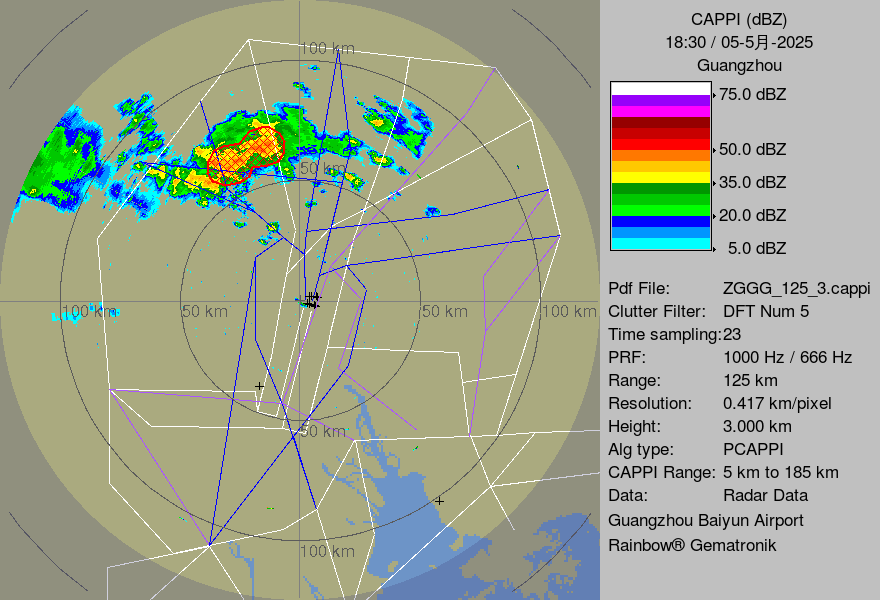 100 km
50 km
100 km
50 km
50 km
100 km
50 km
100 km
CAPPI (dBZ)
18:30 / 05-5月-2025
Guangzhou
75.0 dBZ
50.0 dBZ
35.0 dBZ
20.0 dBZ
5.0 dBZ
Pdf File: ZGGG_125_3.cappi
Clutter Filter: DFT Num 5
Time sampling:23
PRF: 1000 Hz / 666 Hz
Range: 125 km
Resolution: 0.417 km/pixel
Height: 3.000 km
Alg type: PCAPPI
CAPPI Range: 5 km to 185 km
Data: Radar Data
Guangzhou Baiyun Airport
Rainbow® Gematronik